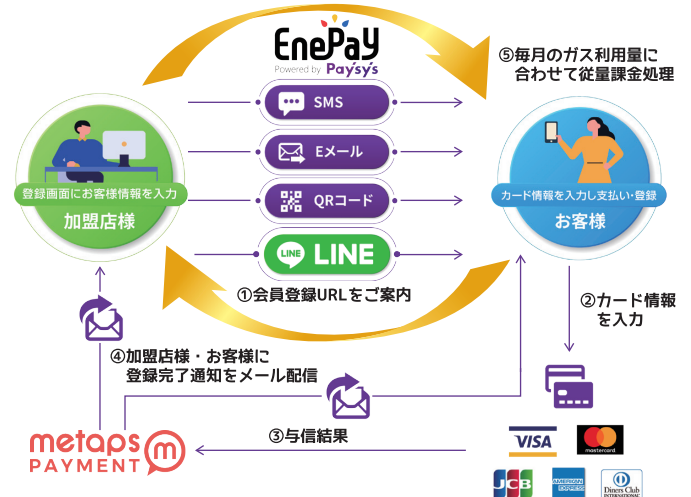 EnePay
Powered by Pay'sy's
⑤毎月のガス利用量に
合わせて従量課金処理
SMS
Eメール
QRコード
LINE
LINE
登録画面にお客様情報を入力
加盟店様
カード情報を入力し支払い・登録
お客様
①会員登録URLをご案内
②カード情報
を入力
④加盟店様・お客様に
登録完了通知をメール配信
③与信結果
metaps
PAYMENT
m
VISA
mastercard
JCB
AMERICAN
EXPRESS
Diners Club
INTERNATIONAL